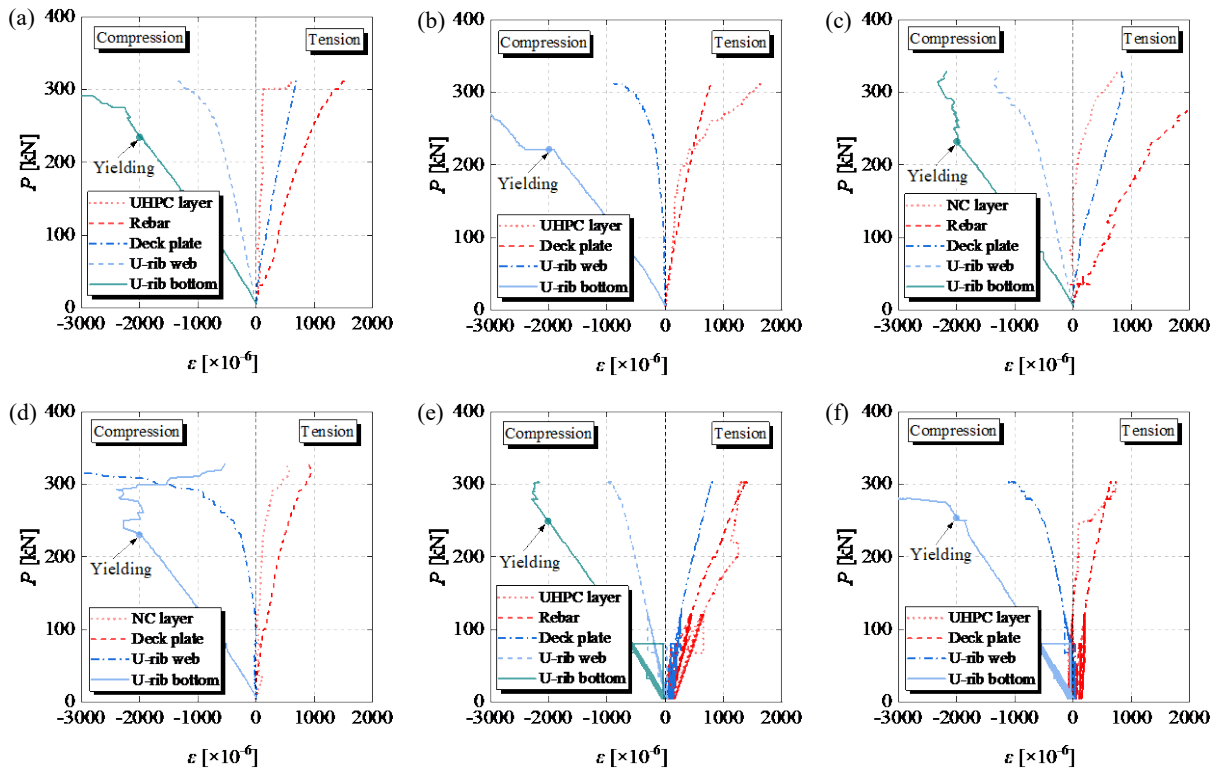 (a)
400
Compression
Tension
300
200
Yielding
UHPC layer
Rebar
100
Deck plate
U-rib web
U-rib bottom
0
-3000 -2000 -1000 0 1000 2000
P [kN]
ε [×10⁻⁶]
(b)
400
Compression
Tension
300
200
Yielding
UHPC layer
100
Deck plate
U-rib web
U-rib bottom
0
-3000 -2000 -1000 0 1000 2000
P [kN]
ε [×10⁻⁶]
(c)
400
Compression
Tension
300
200
Yielding
NC layer
Rebar
100
Deck plate
U-rib web
U-rib bottom
0
-3000 -2000 -1000 0 1000 2000
P [kN]
ε [×10⁻⁶]
(d)
400
Compression
Tension
300
200
Yielding
NC layer
100
Deck plate
U-rib web
U-rib bottom
0
-3000 -2000 -1000 0 1000 2000
P [kN]
ε [×10⁻⁶]
(e)
400
Compression
Tension
300
200
Yielding
UHPC layer
Rebar
100
Deck plate
U-rib web
U-rib bottom
0
-3000 -2000 -1000 0 1000 2000
P [kN]
ε [×10⁻⁶]
(f)
400
Compression
Tension
300
200
Yielding
UHPC layer
100
Deck plate
U-rib web
U-rib bottom
0
-3000 -2000 -1000 0 1000 2000
P [kN]
ε [×10⁻⁶]